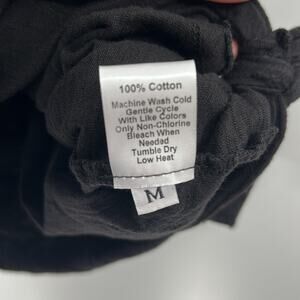 100% Cotton
Machine Wash Cold
Gentle Cycle
With Like Colors
Only Non-Chlorine
Bleach When
Needed
Tumble Dry
Low Heat
M